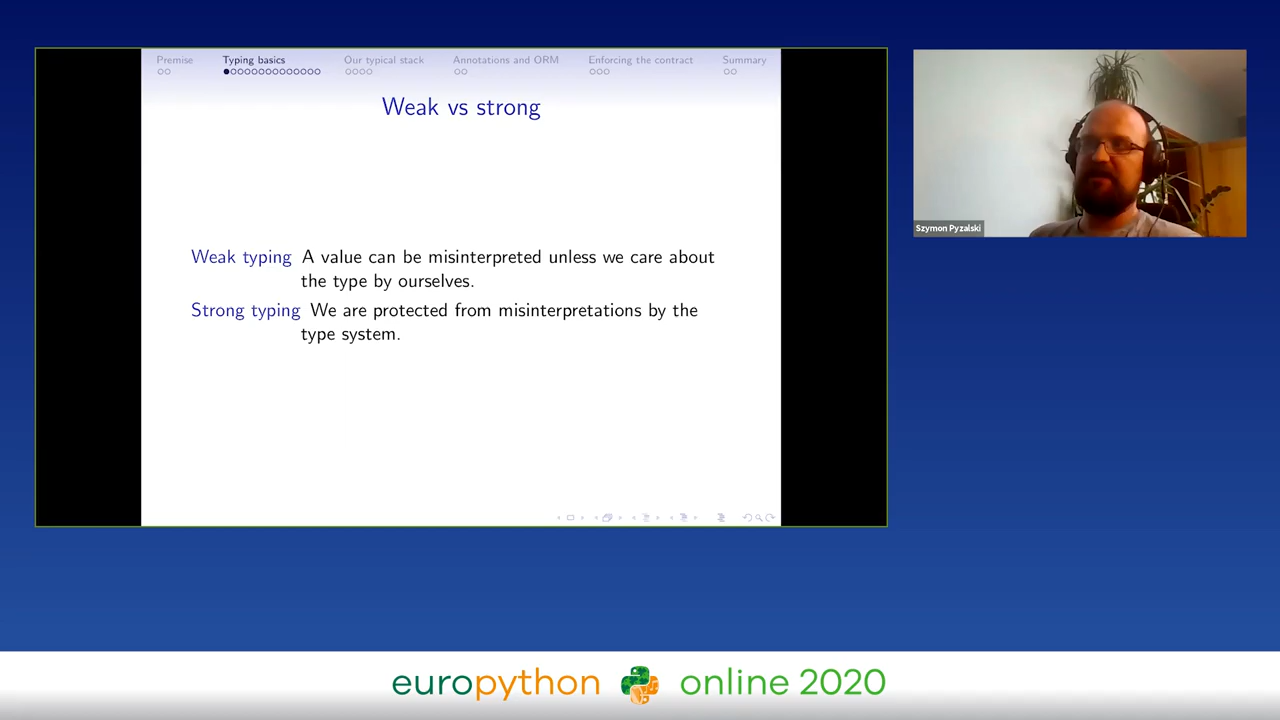 Premise
Typing basics
Our typical stack
Annotations and ORM
Enforcing the contract
Summary
Weak vs strong
Weak typing A value can be misinterpreted unless we care about
the type by ourselves.
Strong typing We are protected from misinterpretations by the
type system.
Szymon Pyzalski
europython online 2020